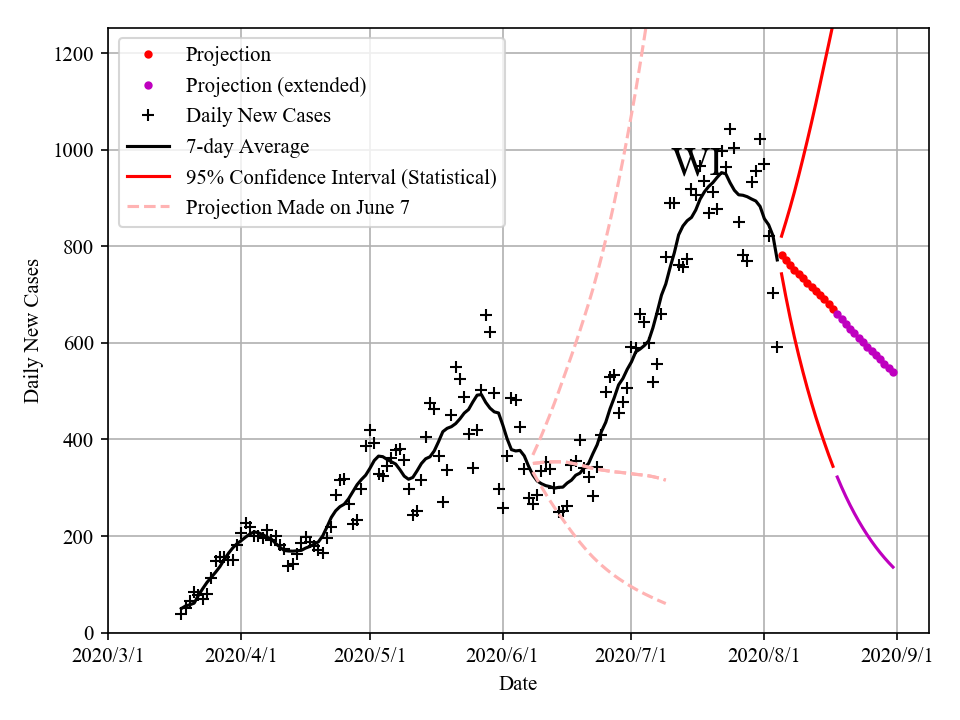 1200
1000
800
600
400
200
0
Daily New Cases
Projection
Projection (extended)
Daily New Cases
7-day Average
95% Confidence Interval (Statistical)
Projection Made on June 7
WI
2020/3/1 2020/4/1 2020/5/1 2020/6/1 2020/7/1 2020/8/1 2020/9/1
Date